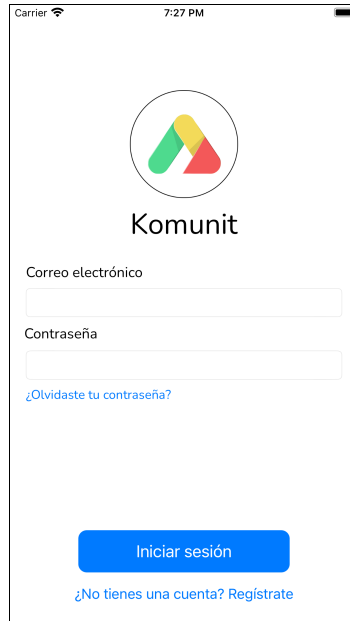 Carrier 7:27 PM
Komunit
Correo electrónico
Contraseña
¿Olvidaste tu contraseña?
Iniciar sesión
¿No tienes una cuenta? Regístrate